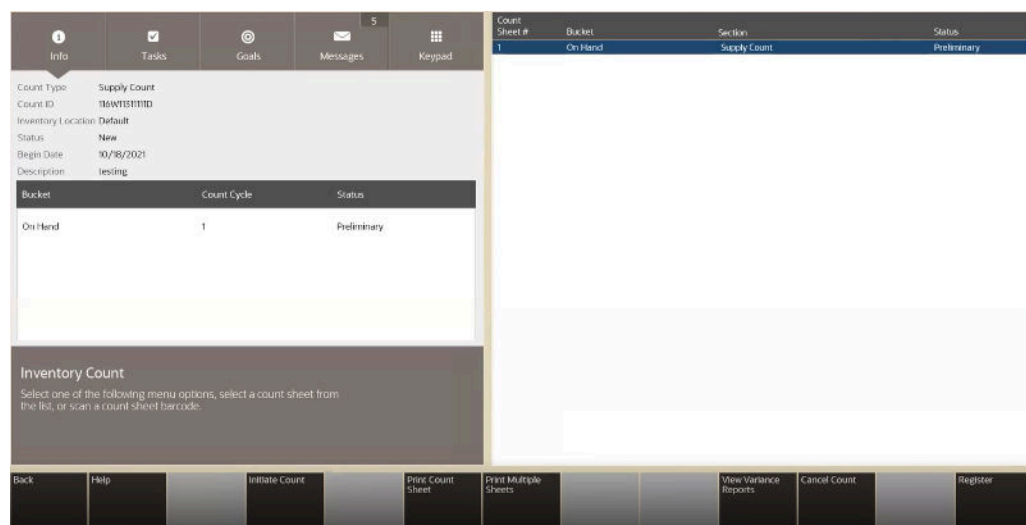 5
Info Tasks Goals Messages Keypad
Count Type Supply Count
Count ID
Inventory Location Default
Status New
Begin Date 10/18/2021
Description testing
Bucket Count Cycle Status
On Hand 1 Preliminary
Inventory Count
Select one of the following menu options, select a count sheet from
the list, or scan a count sheet barcode.
Count
Sheet # Bucket Section Status
1 On Hand Supply Count Preliminary
Back Help Initiate Count Print Count Print Multiple View Variance Cancel Count Register
Sheet Sheets Reports